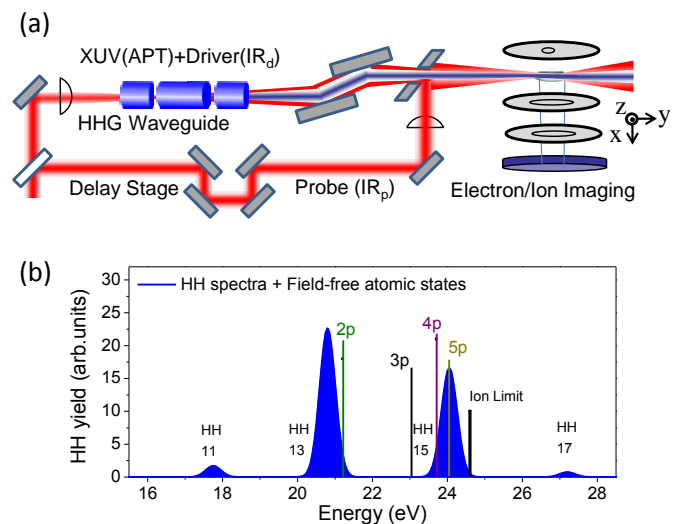 (a)
XUV(APT)+Driver(IRd)
HHG Waveguide
Delay Stage
Probe (IRp)
z
y
x
Electron/Ion Imaging
(b)
HH yield (arb.units)
30
25
20
15
10
5
0
HH spectra + Field-free atomic states
2p
4p
5p
3p
Ion Limit
HH
11
HH
13
HH
15
HH
17
16 18 20 22 24 26 28
Energy (eV)